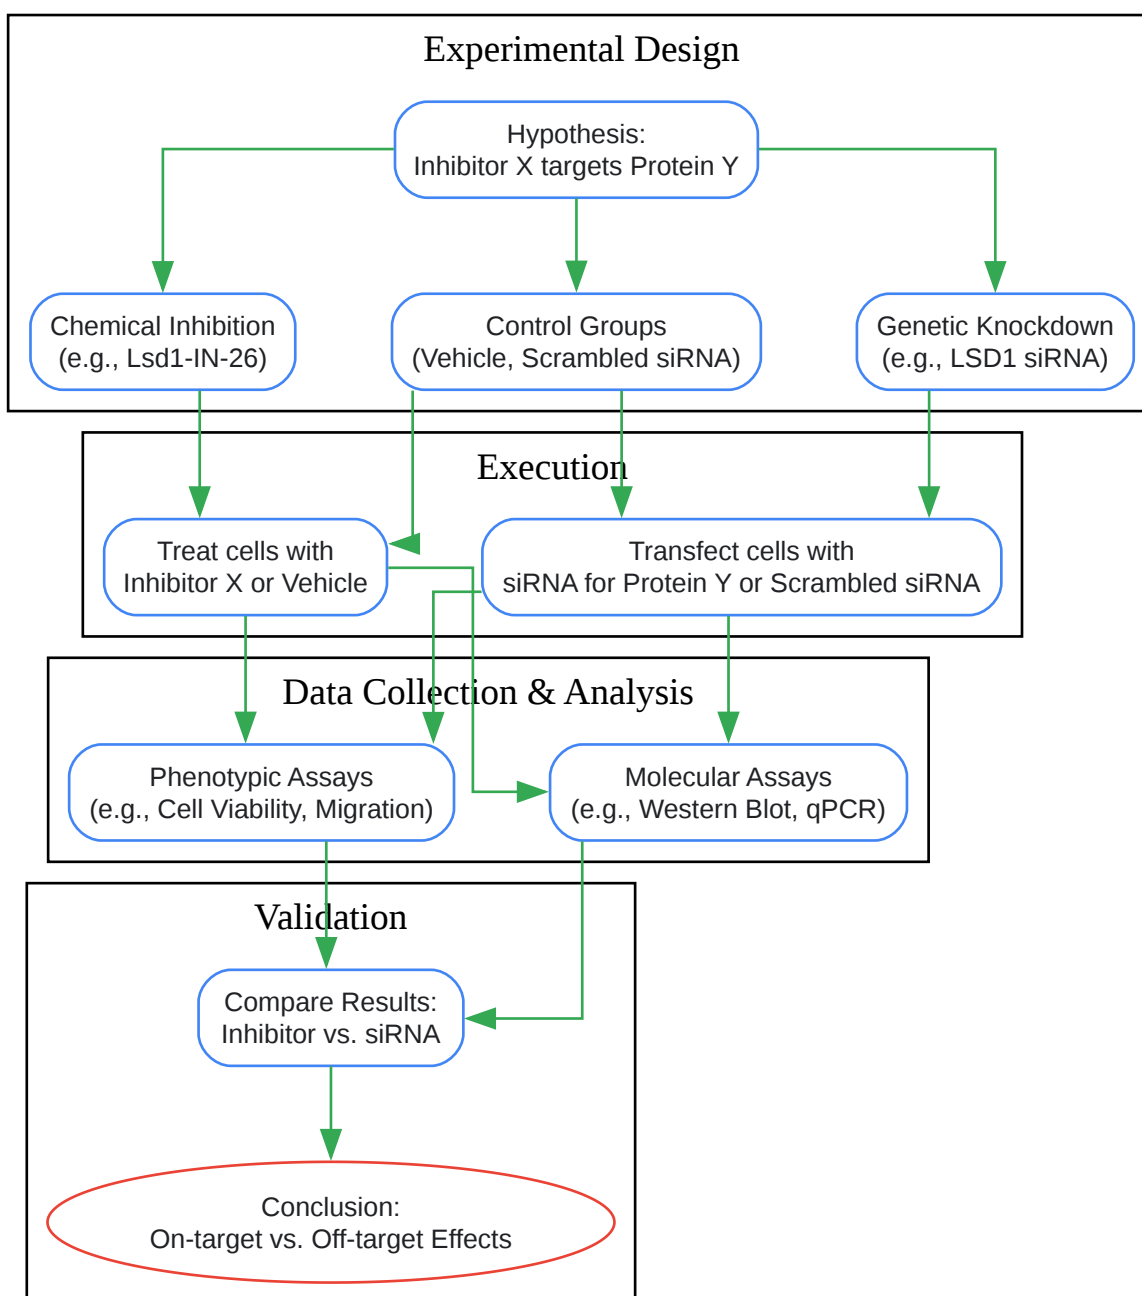 Experimental Design
Hypothesis:
Inhibitor X targets Protein Y
Chemical Inhibition
(e.g., Lsd1-IN-26)
Control Groups
(Vehicle, Scrambled siRNA)
Genetic Knockdown
(e.g., LSD1 siRNA)
Execution
Treat cells with
Inhibitor X or Vehicle
Transfect cells with
siRNA for Protein Y or Scrambled siRNA
Data Collection & Analysis
Phenotypic Assays
(e.g., Cell Viability, Migration)
Molecular Assays
(e.g., Western Blot, qPCR)
Validation
Compare Results:
Inhibitor vs. siRNA
Conclusion:
On-target vs. Off-target Effects